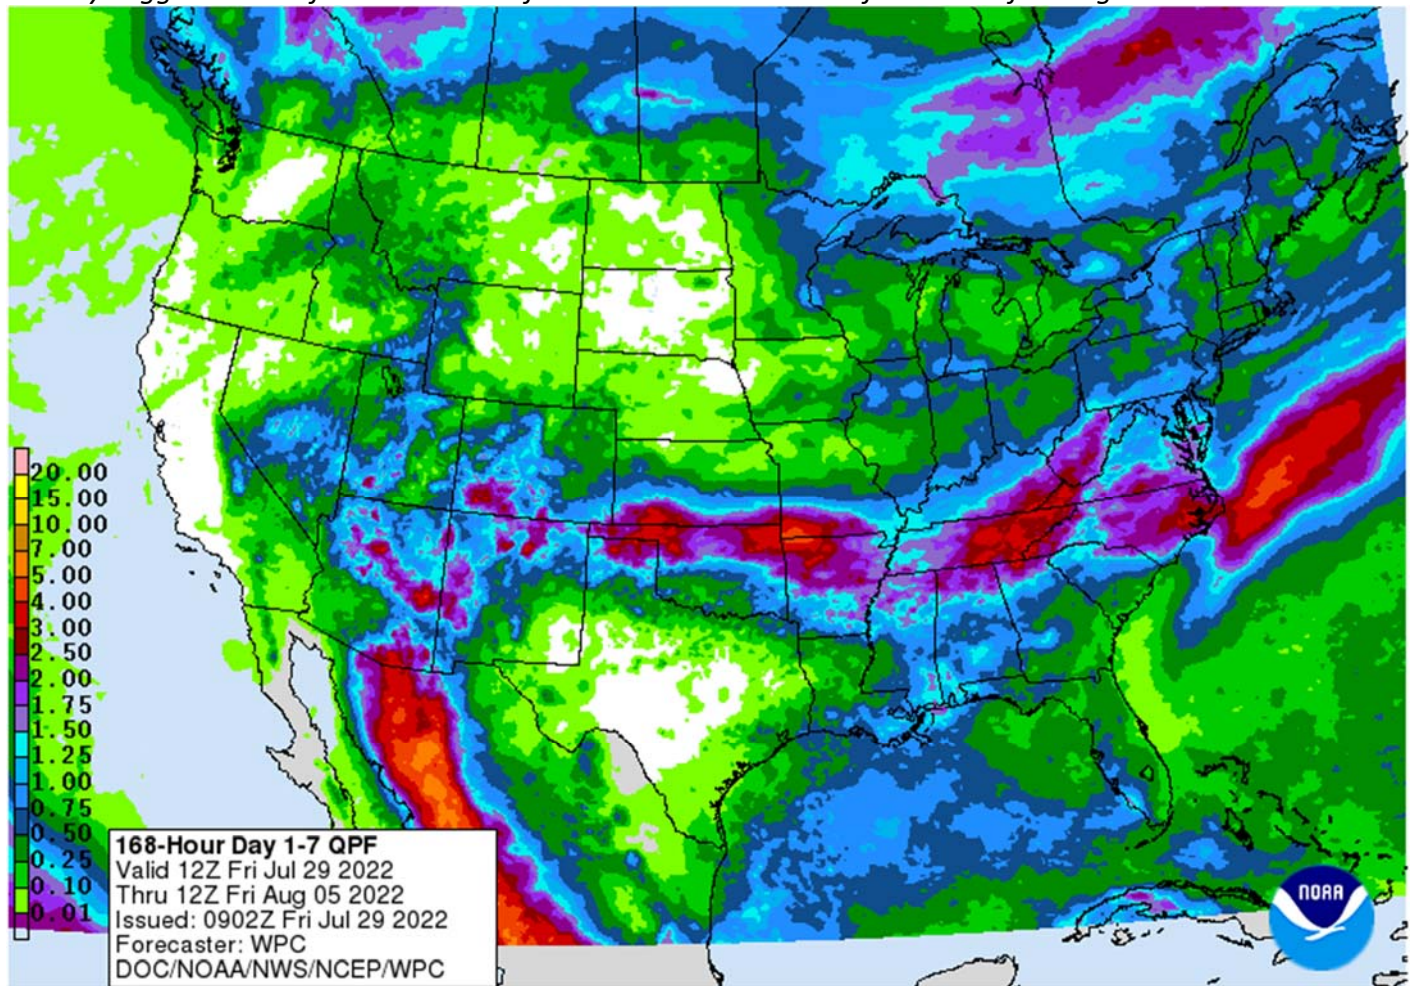 20.00
15.00
10.00
7.00
5.00
4.00
3.00
2.50
2.00
1.75
1.50
1.25
1.00
0.75
0.50
0.25
0.10
0.01
168-Hour Day 1-7 QPF
Valid 12Z Fri Jul 29 2022
Thru 12Z Fri Aug 05 2022
Issued: 0902Z Fri Jul 29 2022
Forecaster: WPC
DOC/NOAA/NWS/NCEP/WPC
NOAA